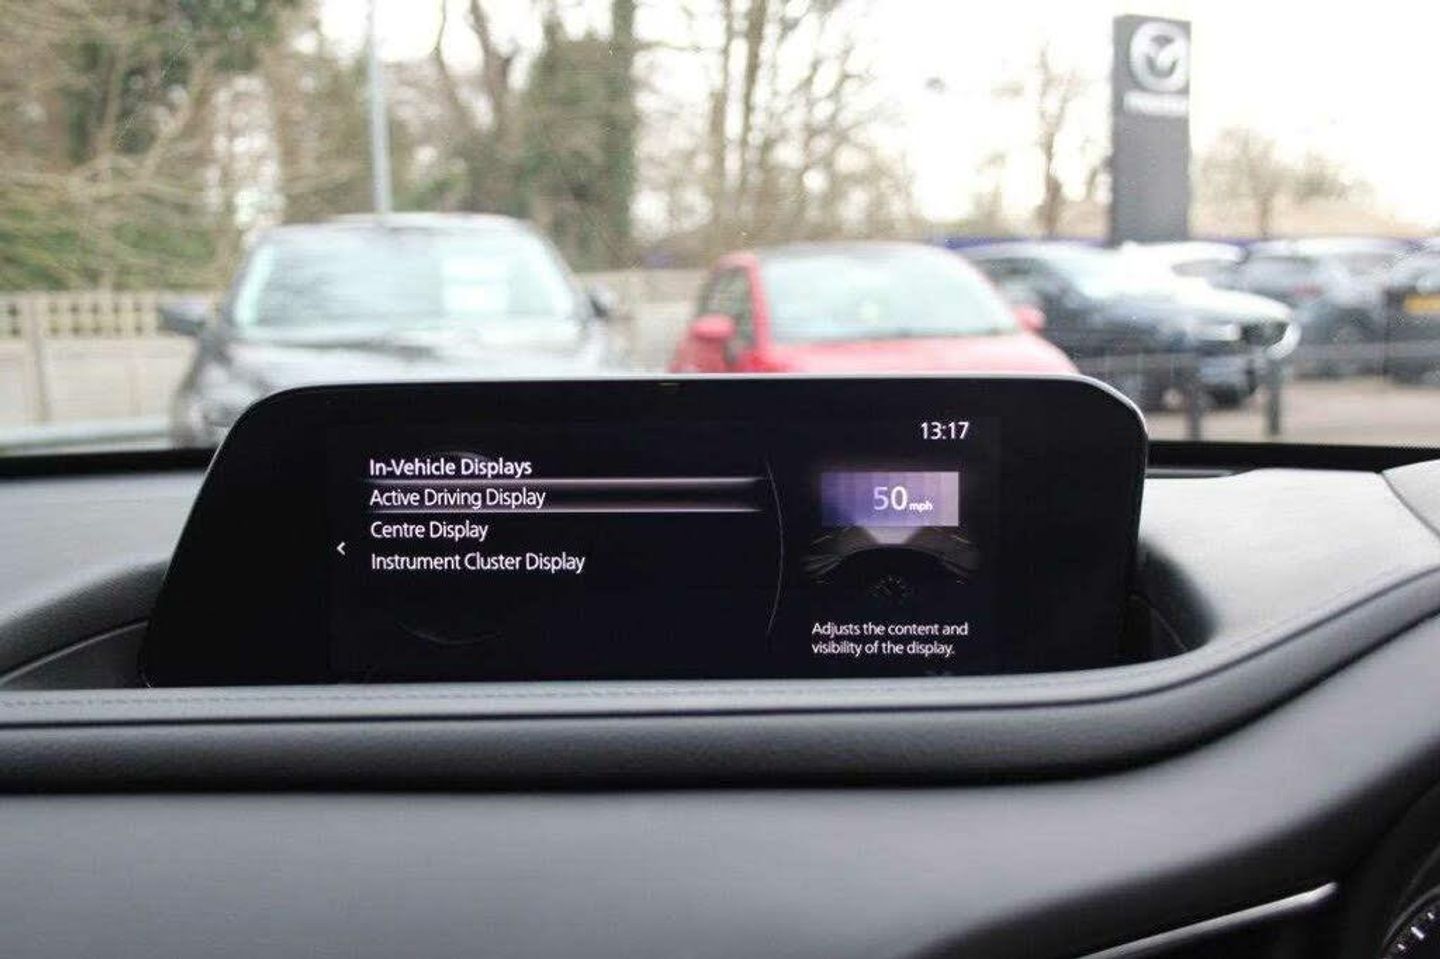 13:17
In-Vehicle Displays
Active Driving Display
Centre Display
Instrument Cluster Display
50 mph
Adjusts the content and
visibility of the display.